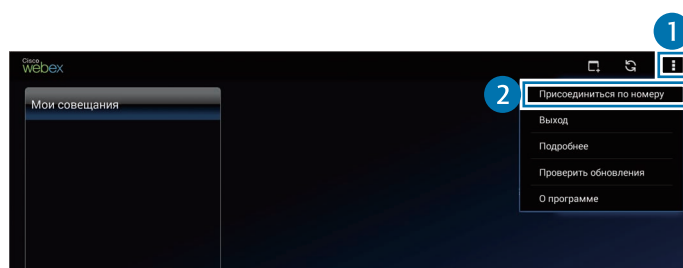 1
Cisco
webex
2
Присоединиться по номеру
Мои совещания
Выход
Подробнее
Проверить обновления
О программе